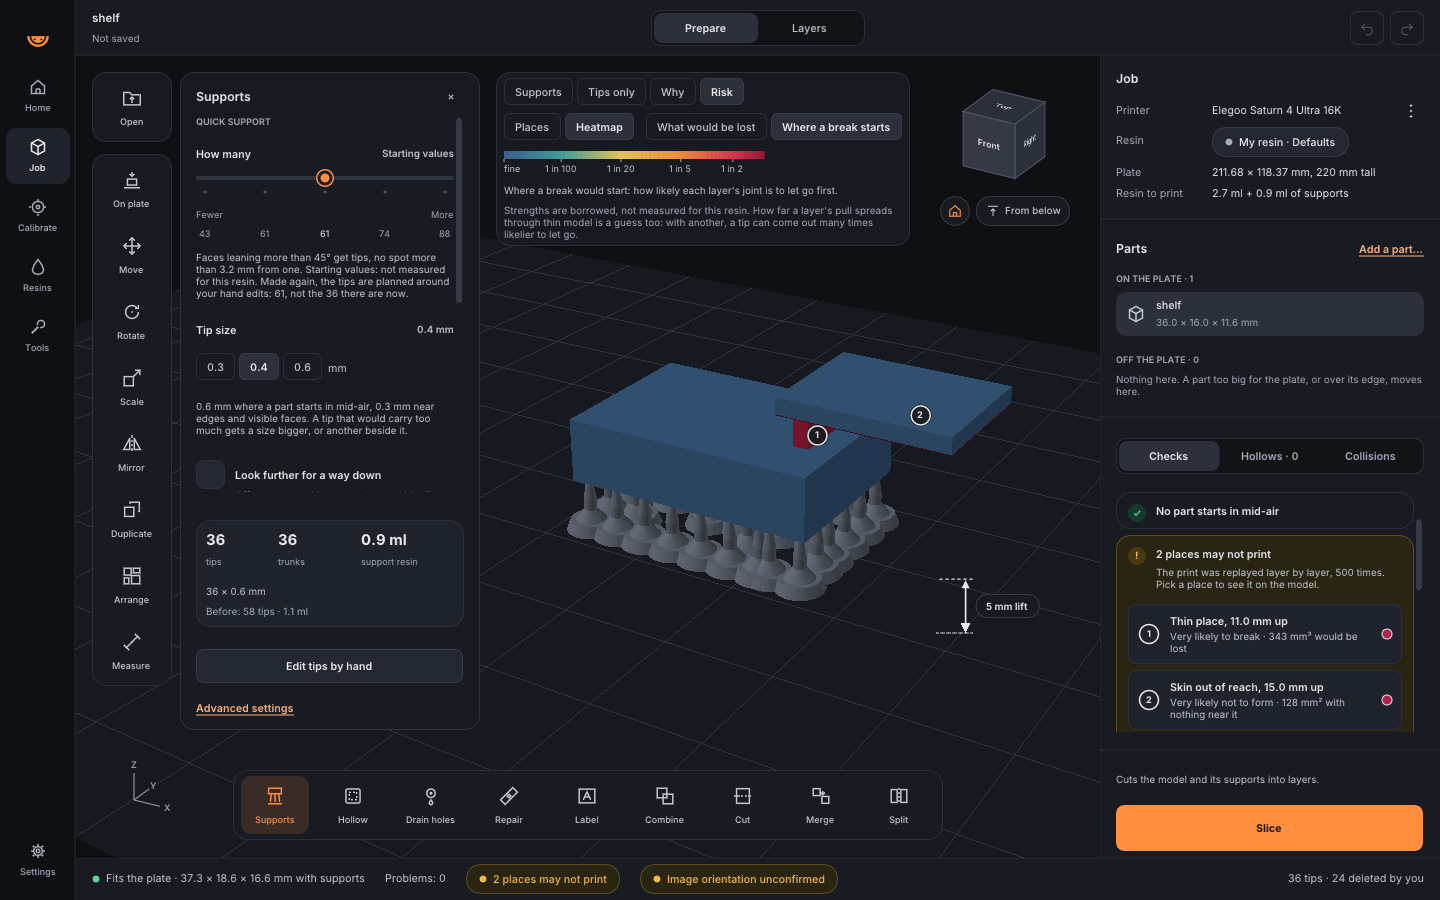 shelf
Not saved
Prepare
Layers
Home
Job
Calibrate
Resins
Tools
Settings
Open
On plate
Move
Rotate
Scale
Mirror
Duplicate
Arrange
Measure
Supports
×
QUICK SUPPORT
How many
Starting values
Fewer
More
43
61
61
74
88
Faces leaning more than 45° get tips, no spot more
than 3.2 mm from one. Starting values: not measured
for this resin. Made again, the tips are planned around
your hand edits: 61, not the 36 there are now.
Tip size
0.4 mm
0.3
0.4
0.6
mm
0.6 mm where a part starts in mid-air, 0.3 mm near
edges and visible faces. A tip that would carry too
much gets a size bigger, or another beside it.
Look further for a way down
36
36
0.9 ml
tips
trunks
support resin
36 × 0.6 mm
Before: 58 tips · 1.1 ml
Edit tips by hand
Advanced settings
Supports
Tips only
Why
Risk
Places
Heatmap
What would be lost
Where a break starts
fine
1 in 100
1 in 20
1 in 5
1 in 2
Where a break would start: how likely each layer's joint is to let go first.
Strengths are borrowed, not measured for this resin. How far a layer's pull spreads
through thin model is a guess too: with another, a tip can come out many times
likelier to let go.
Top
Front
Right
From below
1
2
5 mm lift
Z
Y
X
Supports
Hollow
Drain holes
Repair
Label
Combine
Cut
Merge
Split
Job
Printer
Elegoo Saturn 4 Ultra 16K
Resin
My resin · Defaults
Plate
211.68 × 118.37 mm, 220 mm tall
Resin to print
2.7 ml + 0.9 ml of supports
Parts
Add a part...
ON THE PLATE · 1
shelf
36.0 × 16.0 × 11.6 mm
OFF THE PLATE · 0
Nothing here. A part too big for the plate, or over its edge, moves
here.
Checks
Hollows · 0
Collisions
No part starts in mid-air
2 places may not print
The print was replayed layer by layer, 500 times.
Pick a place to see it on the model.
1
Thin place, 11.0 mm up
Very likely to break · 343 mm³ would be
lost
2
Skin out of reach, 15.0 mm up
Very likely not to form · 128 mm² with
nothing near it
Cuts the model and its supports into layers.
Slice
Fits the plate · 37.3 × 18.6 × 16.6 mm with supports
Problems: 0
2 places may not print
Image orientation unconfirmed
36 tips · 24 deleted by you